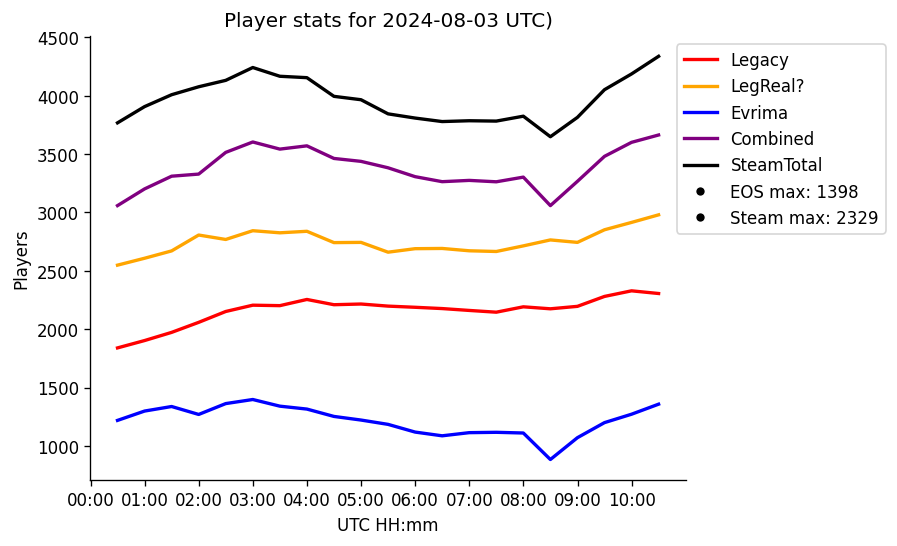 Player stats for 2024-08-03 UTC)
4500
4000
3500
3000
2500
2000
1500
1000
Players
00:00 01:00 02:00 03:00 04:00 05:00 06:00 07:00 08:00 09:00 10:00
UTC HH:mm
Legacy
LegReal?
Evrima
Combined
SteamTotal
EOS max: 1398
Steam max: 2329